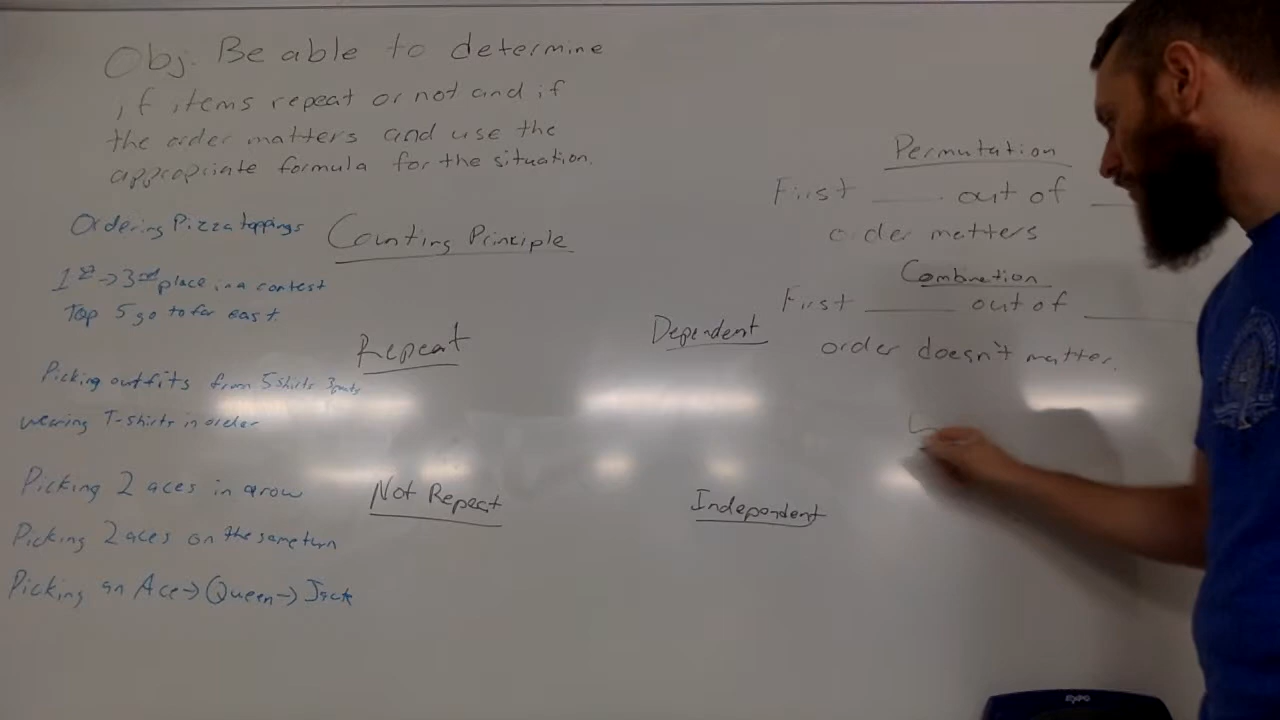 Obj. Be able to determine
if items repeat or not and if
the order matters and use the
appropriate formula for the situation.
Ordering Pizza toppings
Counting Principle
1st → 3rd place in a contest
Top 5 go to far east.
Repeat
Picking outfits from 5 shirts 3 pants
wearing T-shirts in order
Picking 2 aces in a row
Not Repeat
Picking 2 aces on the same turn
Picking an Ace → Queen → Jack
Dependent
Independent
Permutation
First ____ out of ____
order matters
Combnation
First ____ out of ____
order doesn't matter.
expo